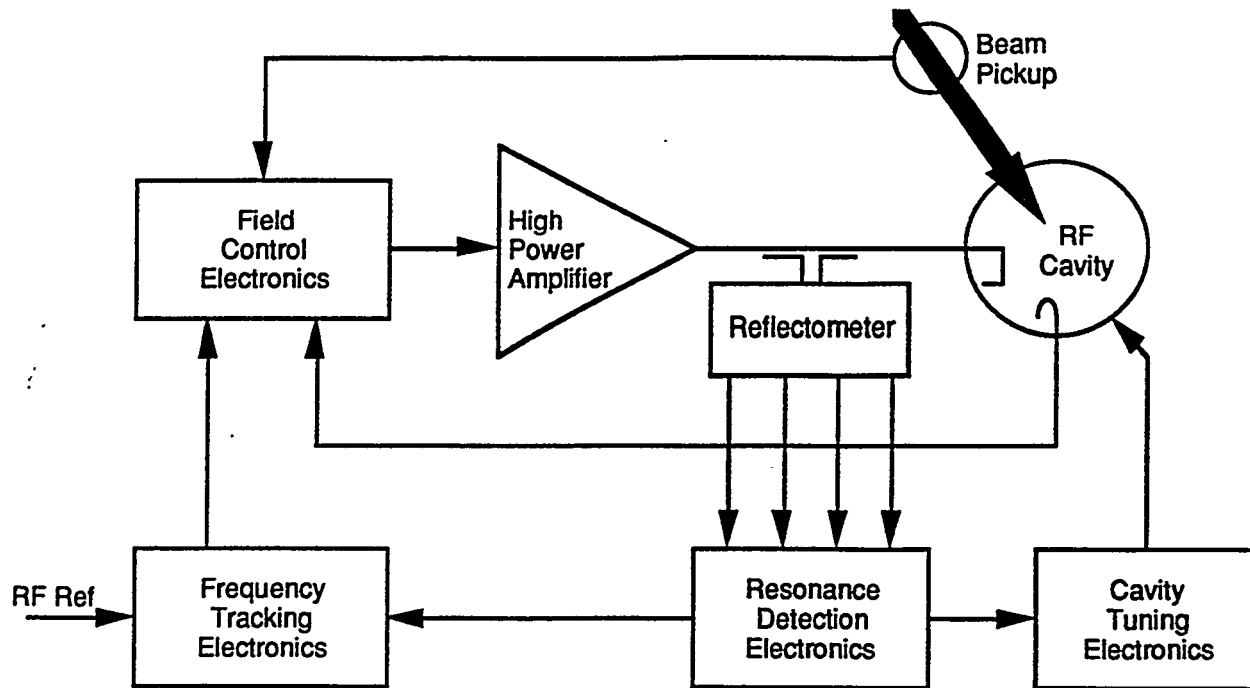 Beam
Pickup
Field
Control
Electronics
High
Power
Amplifier
RF
Cavity
Reflectometer
RF Ref
Frequency
Tracking
Electronics
Resonance
Detection
Electronics
Cavity
Tuning
Electronics